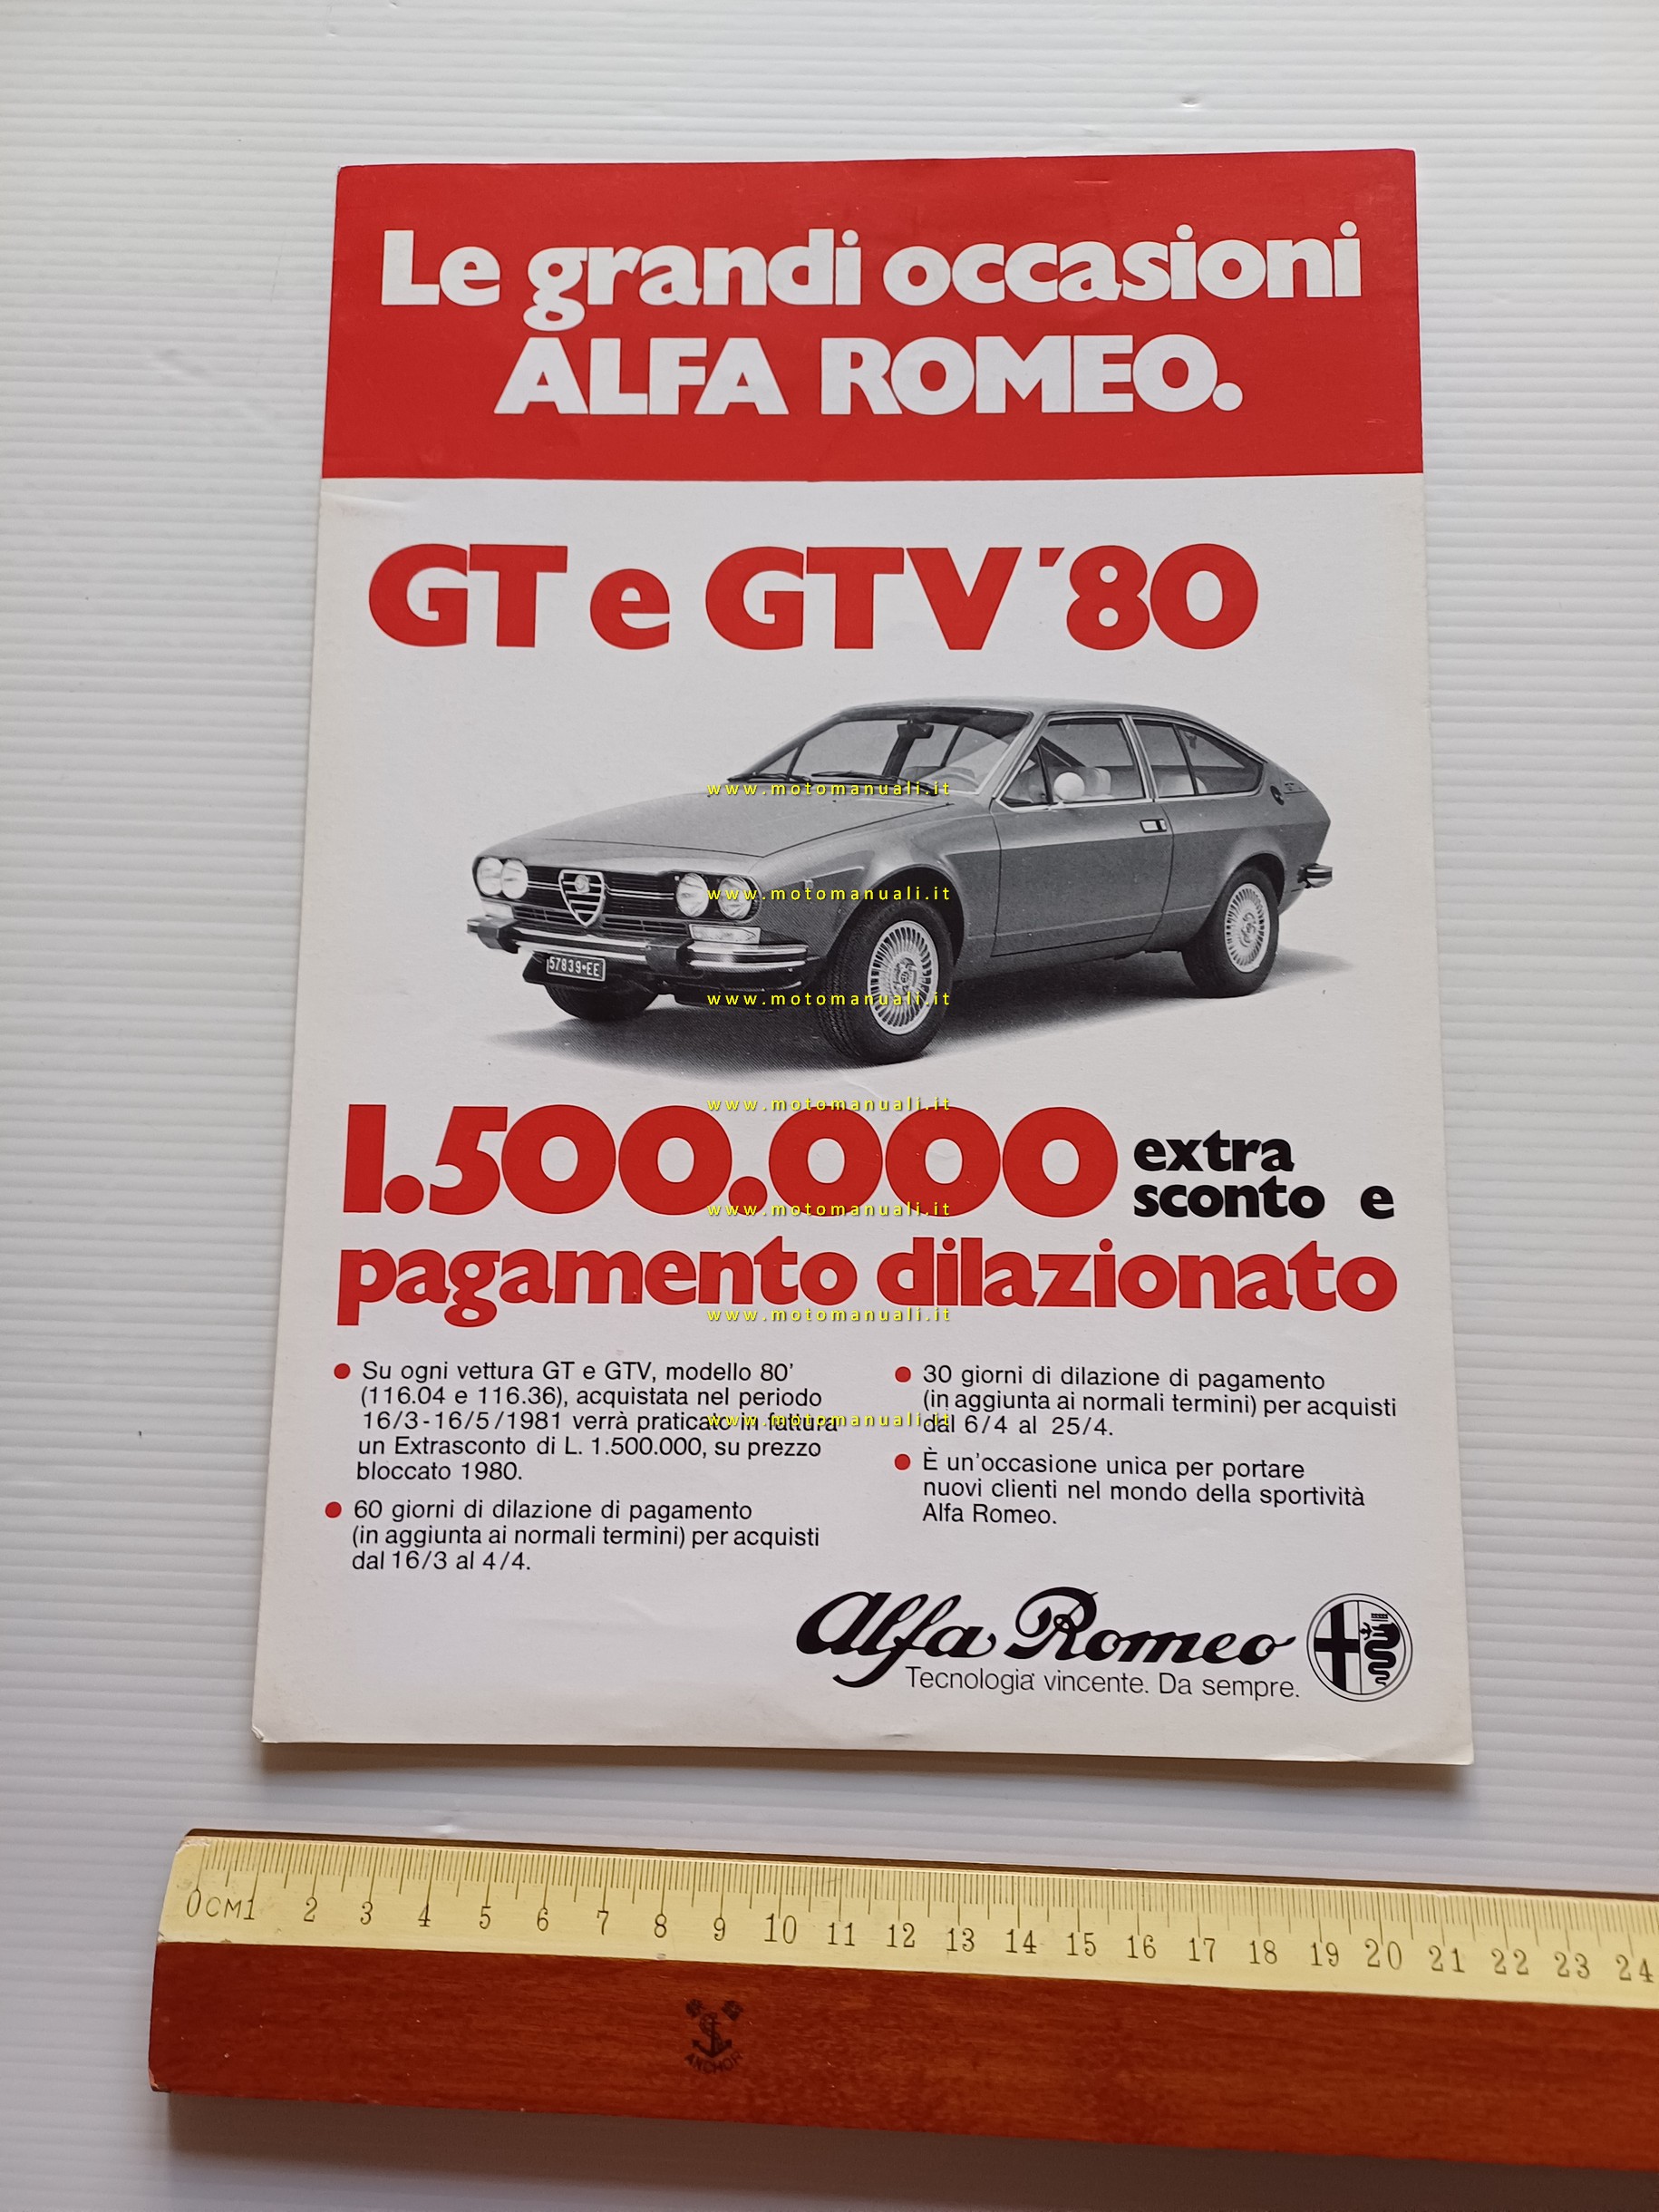 Le grandi occasioni
ALFA ROMEO.
GT e GTV '80
www.motomanuali.it
www.motomanuali.it
57839•EE
www.motomanuali.it
www.motomanuali.it
1.500.000 extra
sconto e
www.motomanuali.it
pagamento dilazionato
www.motomanuali.it
● Su ogni vettura GT e GTV, modello 80'
(116.04 e 116.36), acquistata nel periodo
16/3-16/5/1981 verrà praticato in fattura
www.motomanuali.it
un Extrasconto di L. 1.500.000, su prezzo
bloccato 1980.
● 60 giorni di dilazione di pagamento
(in aggiunta ai normali termini) per acquisti
dal 16/3 al 4/4.
● 30 giorni di dilazione di pagamento
(in aggiunta ai normali termini) per acquisti
dal 6/4 al 25/4.
● È un'occasione unica per portare
nuovi clienti nel mondo della sportività
Alfa Romeo.
Alfa Romeo
Tecnologia vincente. Da sempre.
0CM1 2 3 4 5 6 7 8 9 10 11 12 13 14 15 16 17 18 19 20 21 22 23 24
ANCHOR